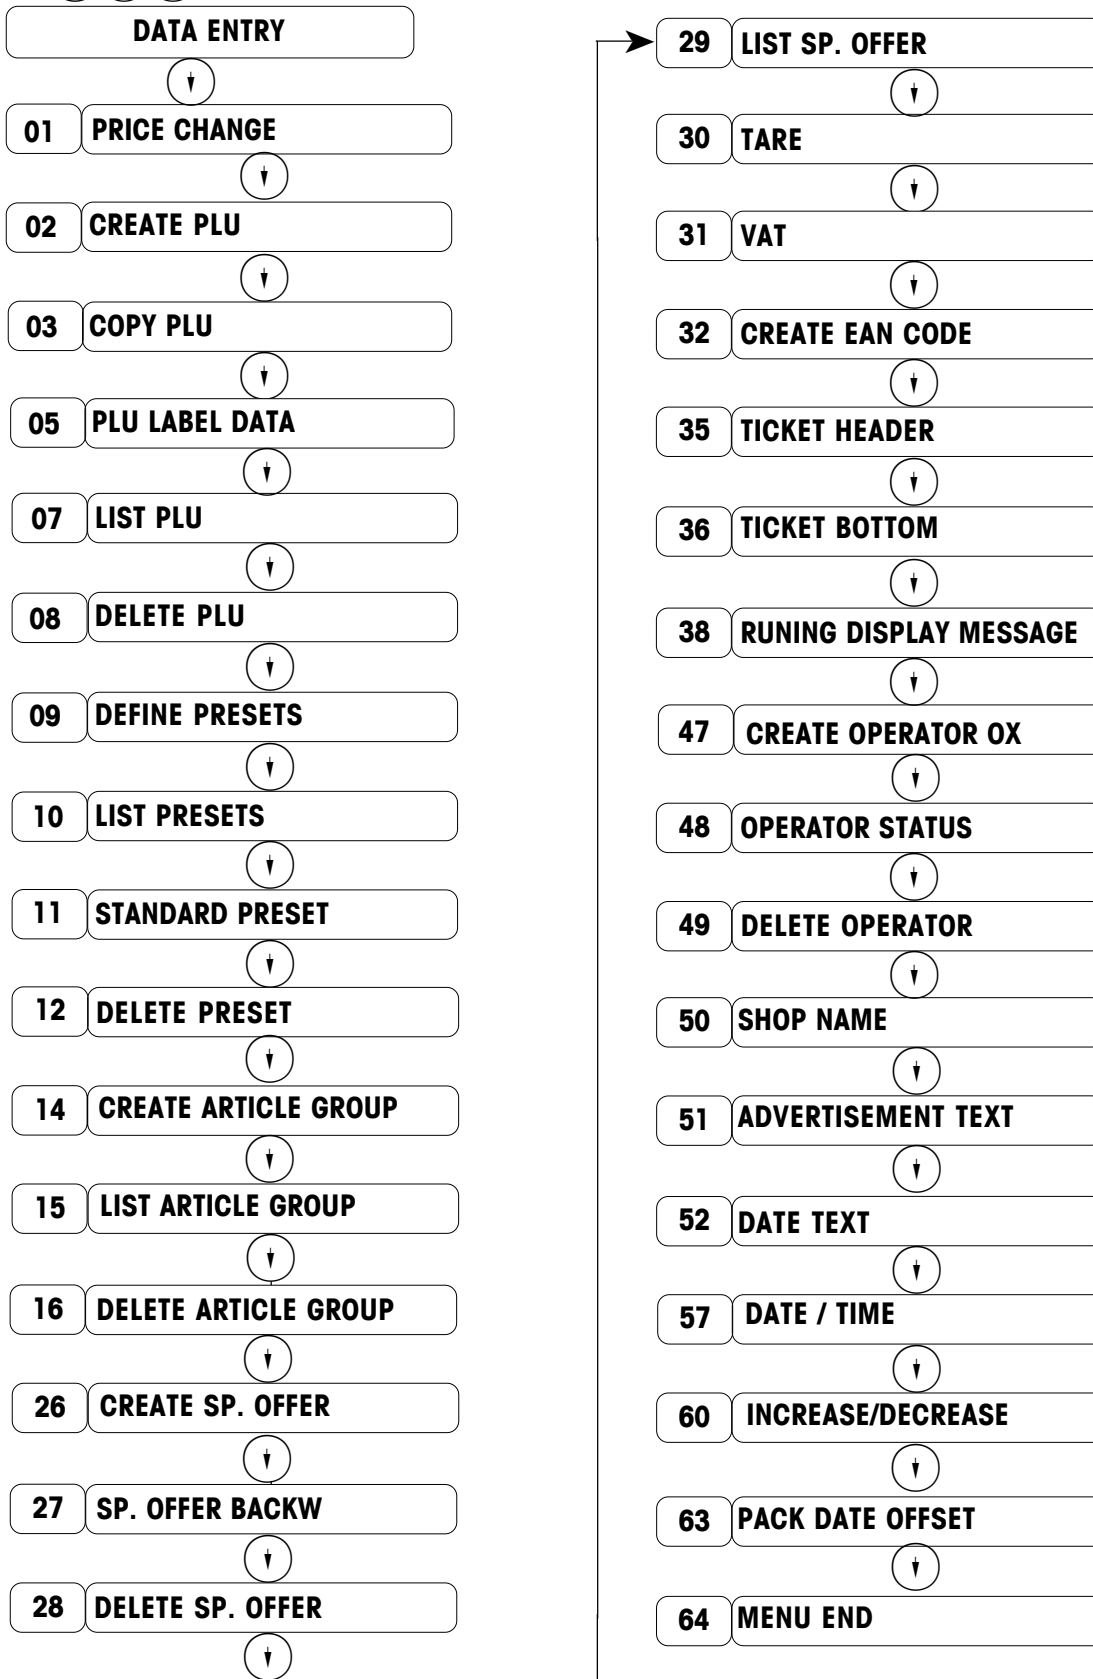 DATA ENTRY
01 PRICE CHANGE
02 CREATE PLU
03 COPY PLU
05 PLU LABEL DATA
07 LIST PLU
08 DELETE PLU
09 DEFINE PRESETS
10 LIST PRESETS
11 STANDARD PRESET
12 DELETE PRESET
14 CREATE ARTICLE GROUP
15 LIST ARTICLE GROUP
16 DELETE ARTICLE GROUP
26 CREATE SP. OFFER
27 SP. OFFER BACKW
28 DELETE SP. OFFER
29 LIST SP. OFFER
30 TARE
31 VAT
32 CREATE EAN CODE
35 TICKET HEADER
36 TICKET BOTTOM
38 RUNING DISPLAY MESSAGE
47 CREATE OPERATOR OX
48 OPERATOR STATUS
49 DELETE OPERATOR
50 SHOP NAME
51 ADVERTISEMENT TEXT
52 DATE TEXT
57 DATE / TIME
60 INCREASE/DECREASE
63 PACK DATE OFFSET
64 MENU END